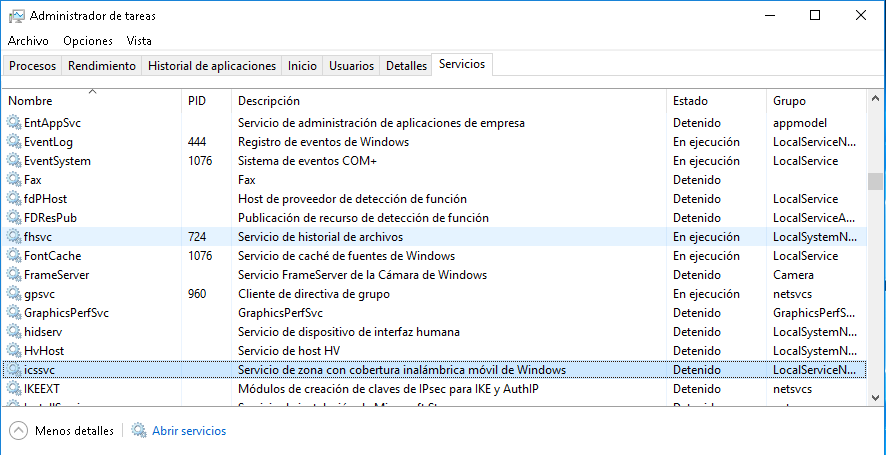 Administrador de tareas
Archivo Opciones Vista
Procesos Rendimiento Historial de aplicaciones Inicio Usuarios Detalles Servicios
Nombre PID Descripción Estado Grupo
EntAppSvc Servicio de administración de aplicaciones de empresa Detenido appmodel
EventLog 444 Registro de eventos de Windows En ejecución LocalServiceN...
EventSystem 1076 Sistema de eventos COM+ En ejecución LocalService
Fax Fax Detenido
fdPHost Host de proveedor de detección de función Detenido LocalService
FDResPub Publicación de recurso de detección de función Detenido LocalServiceA...
fhsvc 724 Servicio de historial de archivos En ejecución LocalSystemN...
FontCache 1076 Servicio de caché de fuentes de Windows En ejecución LocalService
FrameServer Servicio FrameServer de la Cámara de Windows Detenido Camera
gpsvc 960 Cliente de directiva de grupo En ejecución netsvcs
GraphicsPerfSvc GraphicsPerfSvc Detenido GraphicsPerfS...
hidserv Servicio de dispositivo de interfaz humana Detenido LocalSystemN...
HvHost Servicio de host HV Detenido LocalSystemN...
icssvc Servicio de zona con cobertura inalámbrica móvil de Windows Detenido LocalServiceN...
IKEEXT Módulos de creación de claves de IPsec para IKE y AuthIP Detenido netsvcs
Menos detalles Abrir servicios